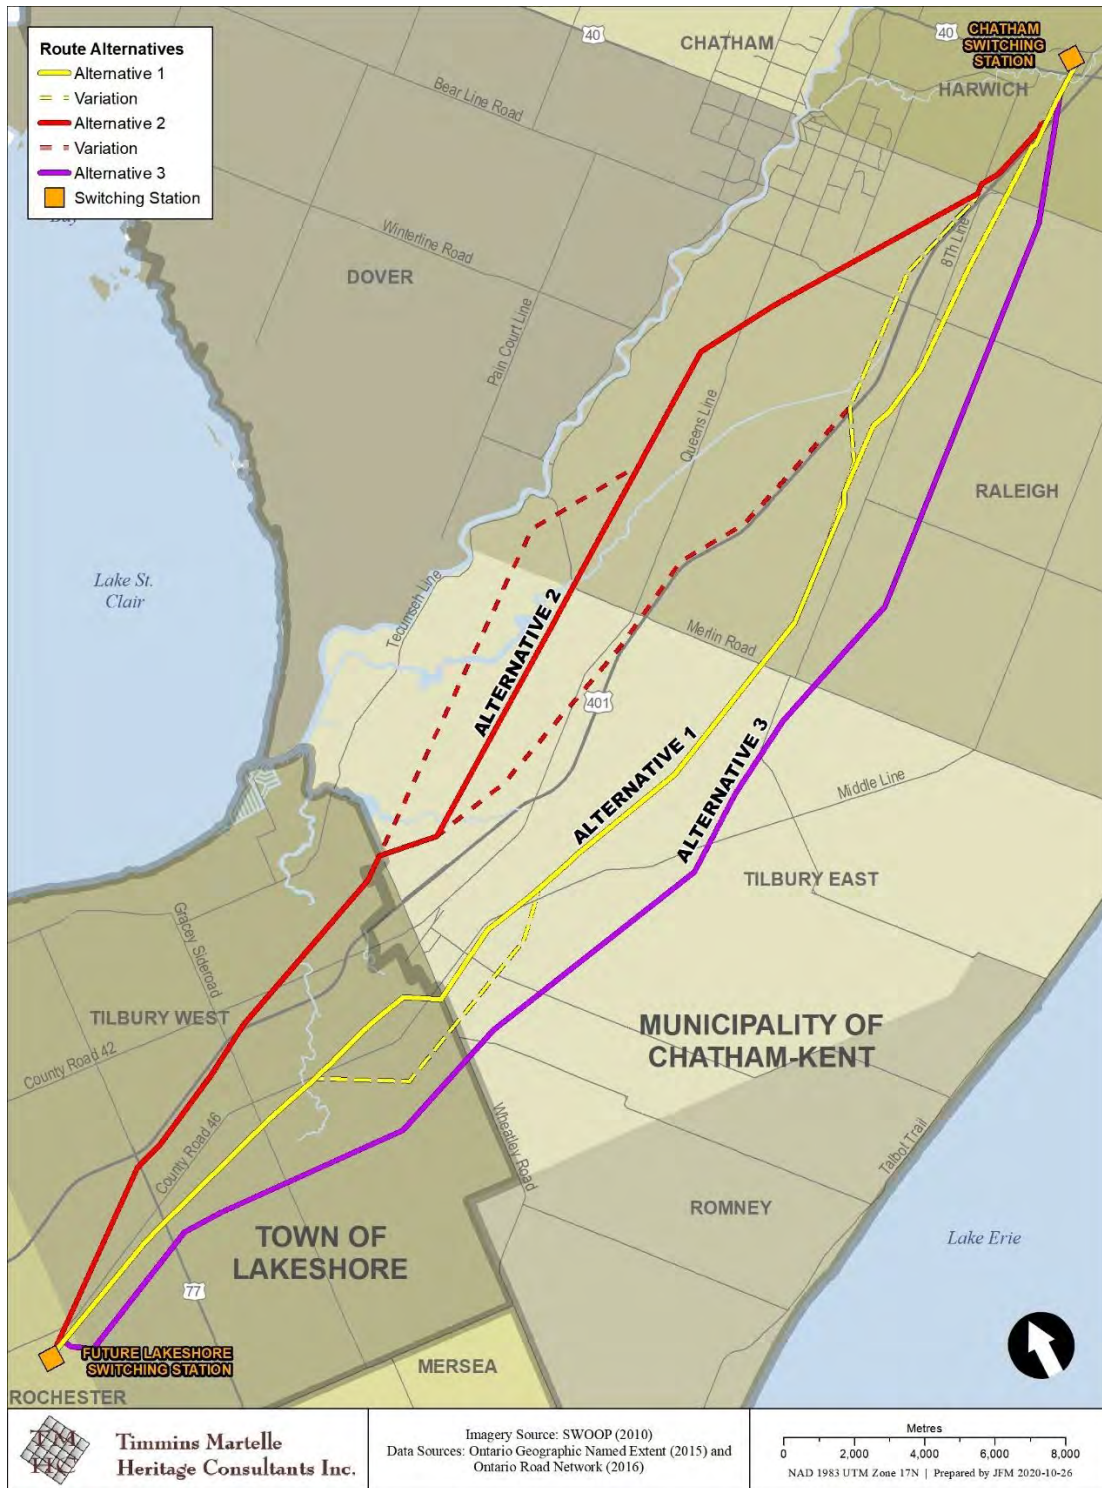 Route Alternatives
Alternative 1
Variation
Alternative 2
Variation
Alternative 3
Switching Station
40
CHATHAM
40
CHATHAM
SWITCHING
STATION
HARWICH
Bear Line Road
Bay
Winterline Road
DOVER
8Th Line
Pain Court Line
Queens Line
RALEIGH
Lake St.
Clair
Tecumseh Line
ALTERNATIVE 2
Merlin Road
401
ALTERNATIVE 1
ALTERNATIVE 3
Middle Line
TILBURY EAST
Gracey Sideroad
TILBURY WEST
MUNICIPALITY OF
CHATHAM-KENT
County Road 42
County Road 46
Wheatley Road
Talbot Trail
ROMNEY
TOWN OF
LAKESHORE
Lake Erie
77
FUTURE LAKESHORE
SWITCHING STATION
MERSEA
ROCHESTER
TM
HC
Timmins Martelle
Heritage Consultants Inc.
Imagery Source: SWOOP (2010)
Data Sources: Ontario Geographic Named Extent (2015) and
Ontario Road Network (2016)
Metres
0 2,000 4,000 6,000 8,000
NAD 1983 UTM Zone 17N | Prepared by JFM 2020-10-26